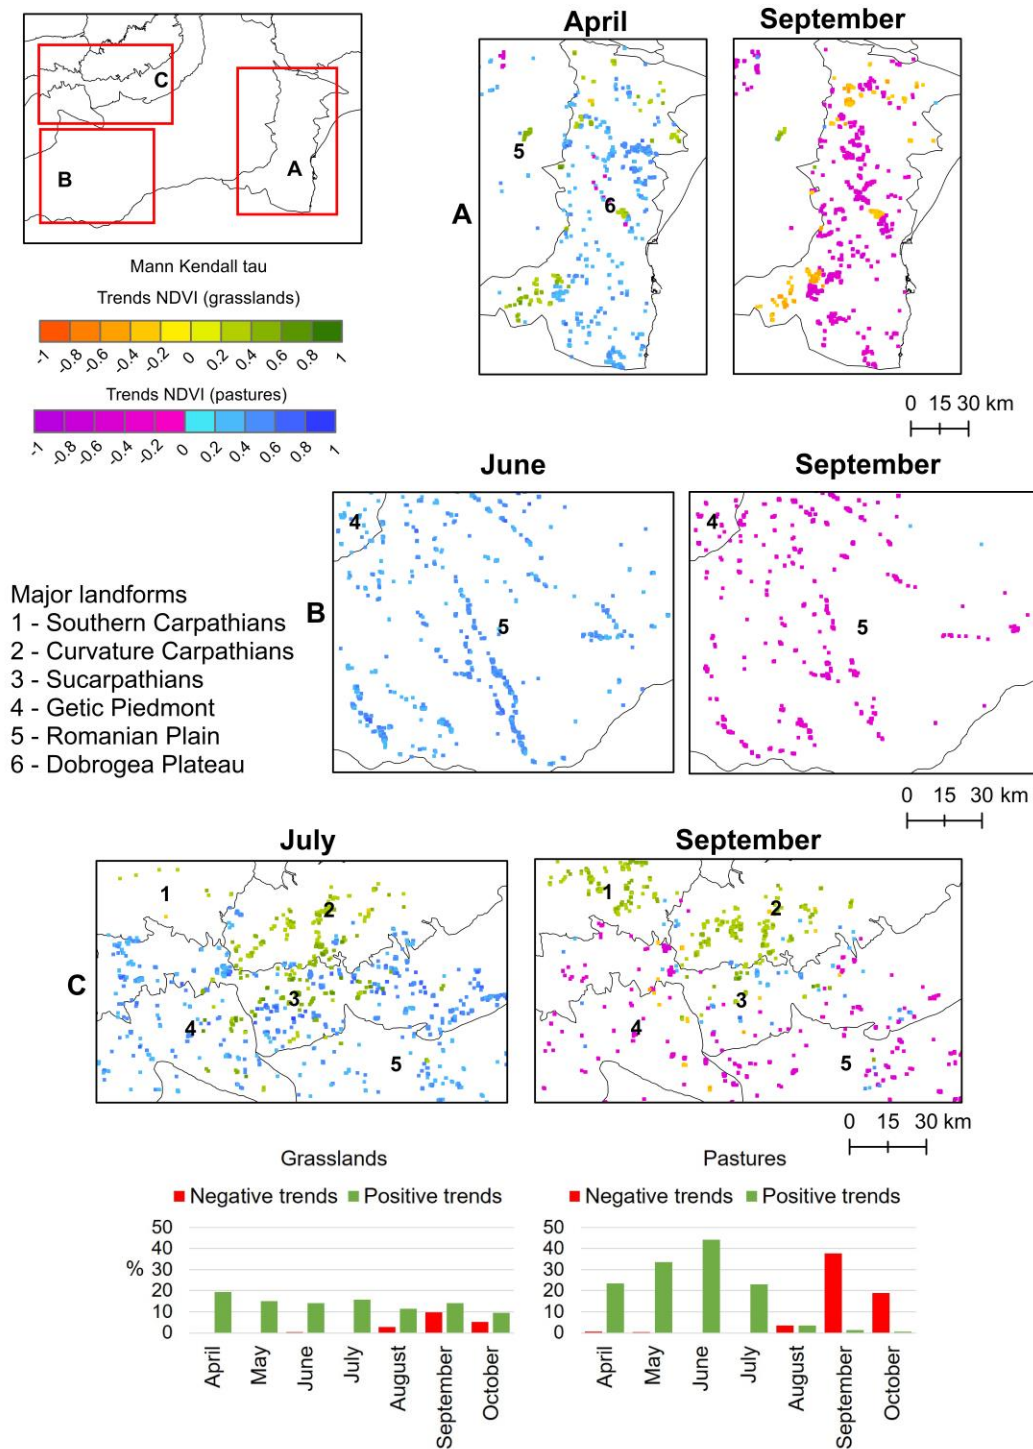 April
September
C
B
A
Mann Kendall tau
Trends NDVI (grasslands)
-1 -0.8 -0.6 -0.4 -0.2 0 0.2 0.4 0.6 0.8 1
Trends NDVI (pastures)
-1 -0.8 -0.6 -0.4 -0.2 0 0.2 0.4 0.6 0.8 1
A
5
6
0 15 30 km
June
September
B
4
5
4
5
Major landforms
1 - Southern Carpathians
2 - Curvature Carpathians
3 - Sucarpathians
4 - Getic Piedmont
5 - Romanian Plain
6 - Dobrogea Plateau
0 15 30 km
July
September
C
1
2
3
4
5
1
2
3
4
5
0 15 30 km
Grasslands
Negative trends Positive trends
%
50
40
30
20
10
0
April May June July August September October
Pastures
Negative trends Positive trends
50
40
30
20
10
0
April May June July August September October